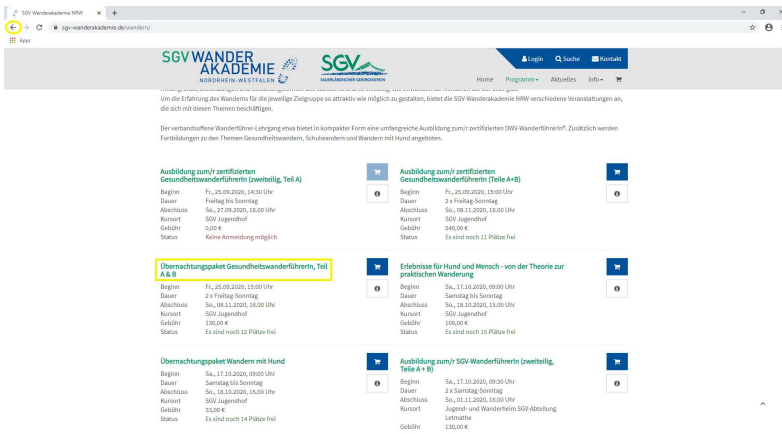 SGV Wanderakademie NRW
sgv-wanderakademie.de/wandern/
Apps
SGV WANDER
AKADEMIE
NORDRHEIN-WESTFALEN
SGV
SAUERLÄNDISCHER GEBIRGSVEREIN
Login Suche Kontakt
Home Programm Aktuelles Info
Um die Erfahrung des Wanderns für die jeweilige Zielgruppe so attraktiv wie möglich zu gestalten, bietet die SGV-Wanderakademie NRW verschiedene Veranstaltungen an,
die sich mit diesen Themen beschäftigen.
Der verbandsoffene Wanderführer-Lehrgang etwa bietet in kompakter Form eine umfangreiche Ausbildung zum/r zertifizierten DWV-WanderführerIn®. Zusätzlich werden
Fortbildungen zu den Themen Gesundheitswandern, Schulwandern und Wandern mit Hund angeboten.
Ausbildung zum/r zertifizierten
GesundheitswanderführerIn (zweiteilig, Teil A)
Beginn Fr., 25.09.2020, 14:30 Uhr
Dauer Freitag bis Sonntag
Abschluss So., 27.09.2020, 16.00 Uhr
Kursort SGV Jugendhof
Gebühr 0,00 €
Status Keine Anmeldung möglich
Ausbildung zum/r zertifizierten
GesundheitswanderführerIn (Teile A+B)
Beginn Fr., 25.09.2020, 15:00 Uhr
Dauer 2 x Freitag-Sonntag
Abschluss So., 08.11.2020, 16.00 Uhr
Kursort SGV Jugendhof
Gebühr 540,00 €
Status Es sind noch 11 Plätze frei
Übernachtungspaket GesundheitswanderführerIn, Teil
A & B
Beginn Fr., 25.09.2020, 15:00 Uhr
Dauer 2 x Freitag-Sonntag
Abschluss So., 08.11.2020, 16.00 Uhr
Kursort SGV Jugendhof
Gebühr 130,00 €
Status Es sind noch 12 Plätze frei
Erlebnisse für Hund und Mensch - von der Theorie zur
praktischen Wanderung
Beginn Sa., 17.10.2020, 09:00 Uhr
Dauer Samstag bis Sonntag
Abschluss So., 18.10.2020, 15.00 Uhr
Kursort SGV Jugendhof
Gebühr 100,00 €
Status Es sind noch 15 Plätze frei
Übernachtungspaket Wandern mit Hund
Beginn Sa., 17.10.2020, 09:00 Uhr
Dauer Samstag bis Sonntag
Abschluss So., 18.10.2020, 15.00 Uhr
Kursort SGV Jugendhof
Gebühr 33,00 €
Status Es sind noch 14 Plätze frei
Ausbildung zum/r SGV-WanderführerIn (zweiteilig,
Teile A + B)
Beginn Sa., 17.10.2020, 09:30 Uhr
Dauer 2 x Samstag-Sonntag
Abschluss So., 01.11.2020, 16.00 Uhr
Kursort Jugend- und Wanderheim SGV-Abteilung
Letmathe
Gebühr 130,00 €